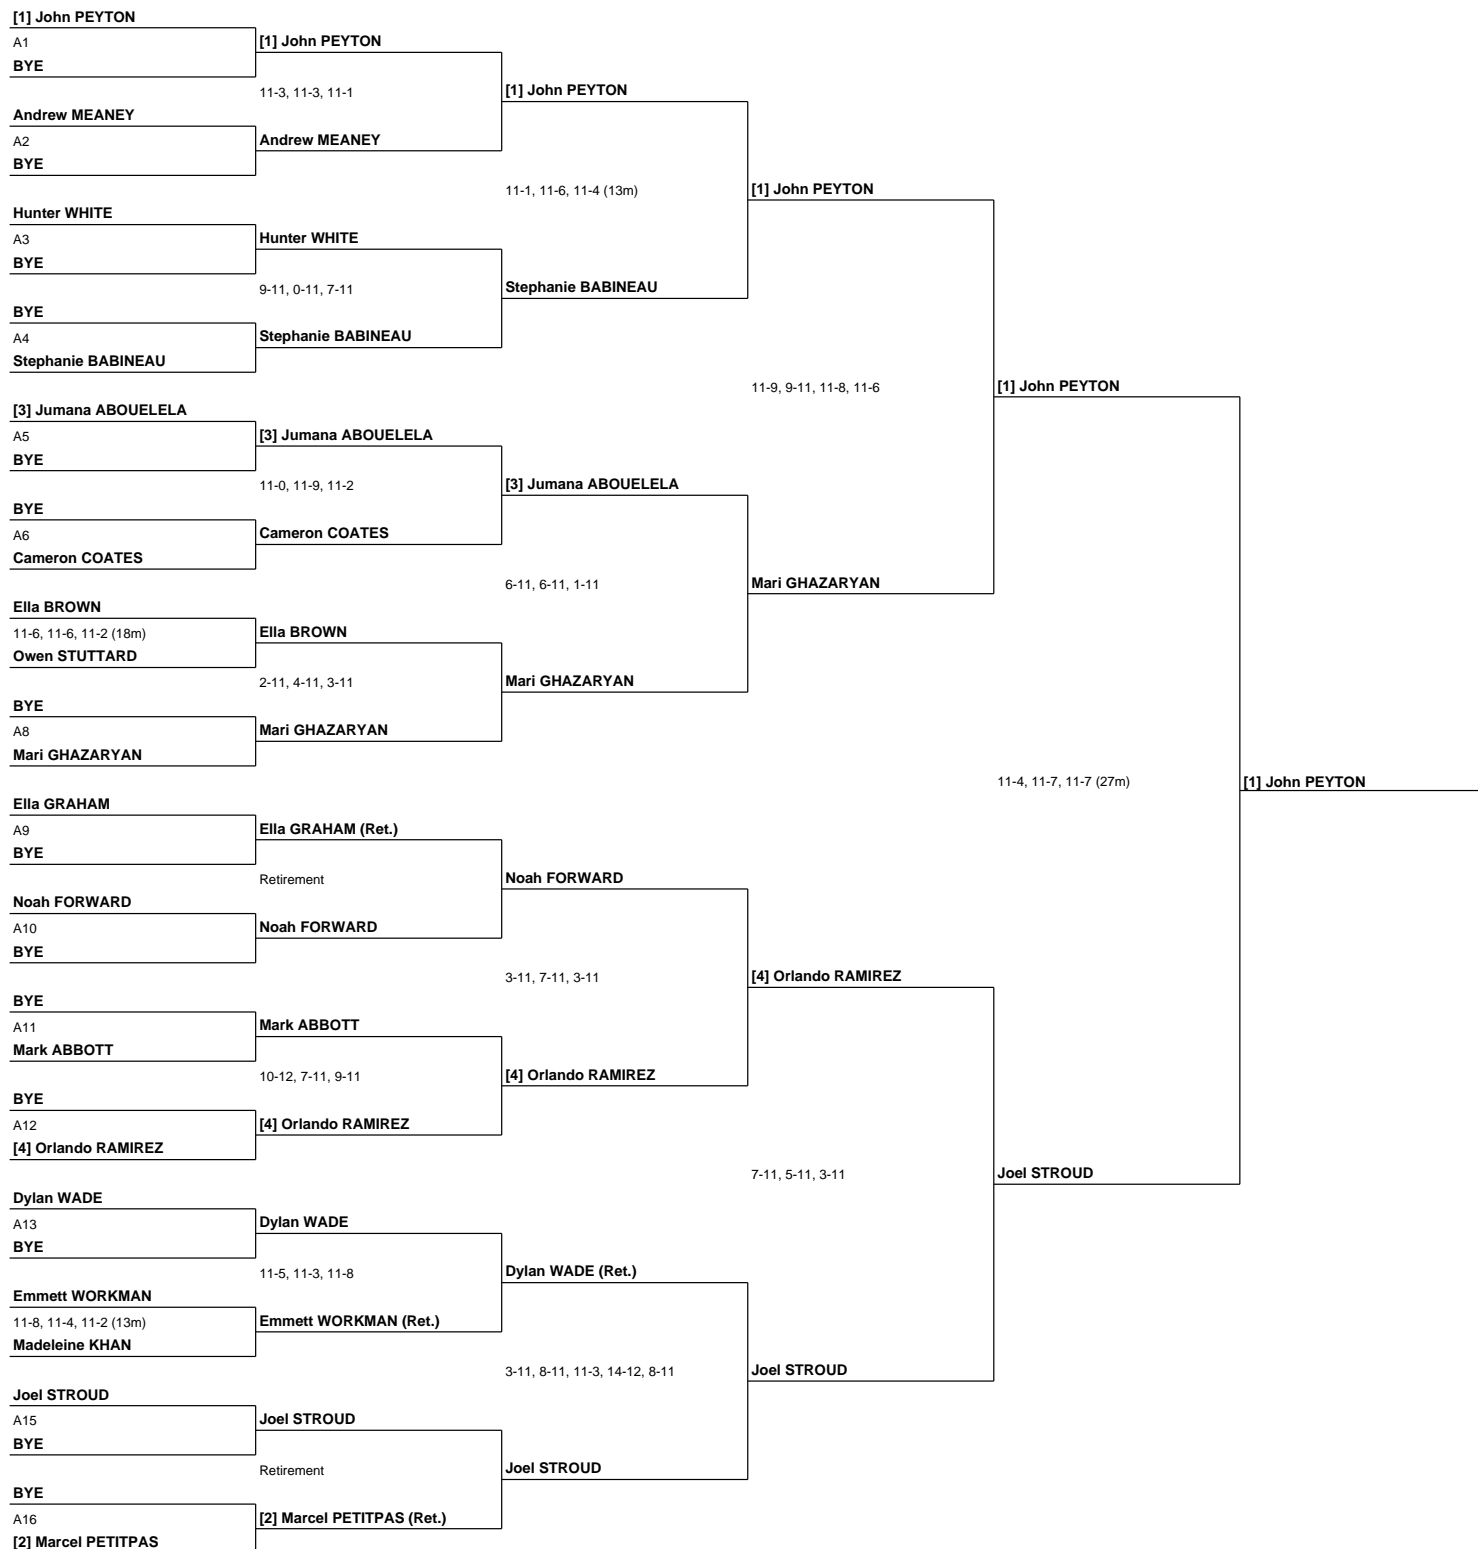 [1] John PEYTON
A1
BYE
Andrew MEANEY
A2
BYE
Hunter WHITE
A3
BYE
BYE
A4
Stephanie BABINEAU
[3] Jumana ABOUELELA
A5
BYE
BYE
A6
Cameron COATES
Ella BROWN
11-6, 11-6, 11-2 (18m)
Owen STUTTARD
BYE
A8
Mari GHAZARYAN
Ella GRAHAM
A9
BYE
Noah FORWARD
A10
BYE
BYE
A11
Mark ABBOTT
BYE
A12
[4] Orlando RAMIREZ
Dylan WADE
A13
BYE
Emmett WORKMAN
11-8, 11-4, 11-2 (13m)
Madeleine KHAN
Joel STROUD
A15
BYE
BYE
A16
[2] Marcel PETITPAS
[1] John PEYTON
11-3, 11-3, 11-1
Andrew MEANEY
Hunter WHITE
9-11, 0-11, 7-11
Stephanie BABINEAU
[3] Jumana ABOUELELA
11-0, 11-9, 11-2
Cameron COATES
Ella BROWN
2-11, 4-11, 3-11
Mari GHAZARYAN
Ella GRAHAM (Ret.)
Retirement
Noah FORWARD
Mark ABBOTT
10-12, 7-11, 9-11
[4] Orlando RAMIREZ
Dylan WADE
11-5, 11-3, 11-8
Emmett WORKMAN (Ret.)
Joel STROUD
Retirement
[2] Marcel PETITPAS (Ret.)
[1] John PEYTON
11-1, 11-6, 11-4 (13m)
Stephanie BABINEAU
[3] Jumana ABOUELELA
6-11, 6-11, 1-11
Mari GHAZARYAN
Noah FORWARD
3-11, 7-11, 3-11
[4] Orlando RAMIREZ
Dylan WADE (Ret.)
3-11, 8-11, 11-3, 14-12, 8-11
Joel STROUD
[1] John PEYTON
11-9, 9-11, 11-8, 11-6
Mari GHAZARYAN
[4] Orlando RAMIREZ
7-11, 5-11, 3-11
Joel STROUD
[1] John PEYTON
11-4, 11-7, 11-7 (27m)
Joel STROUD
[1] John PEYTON